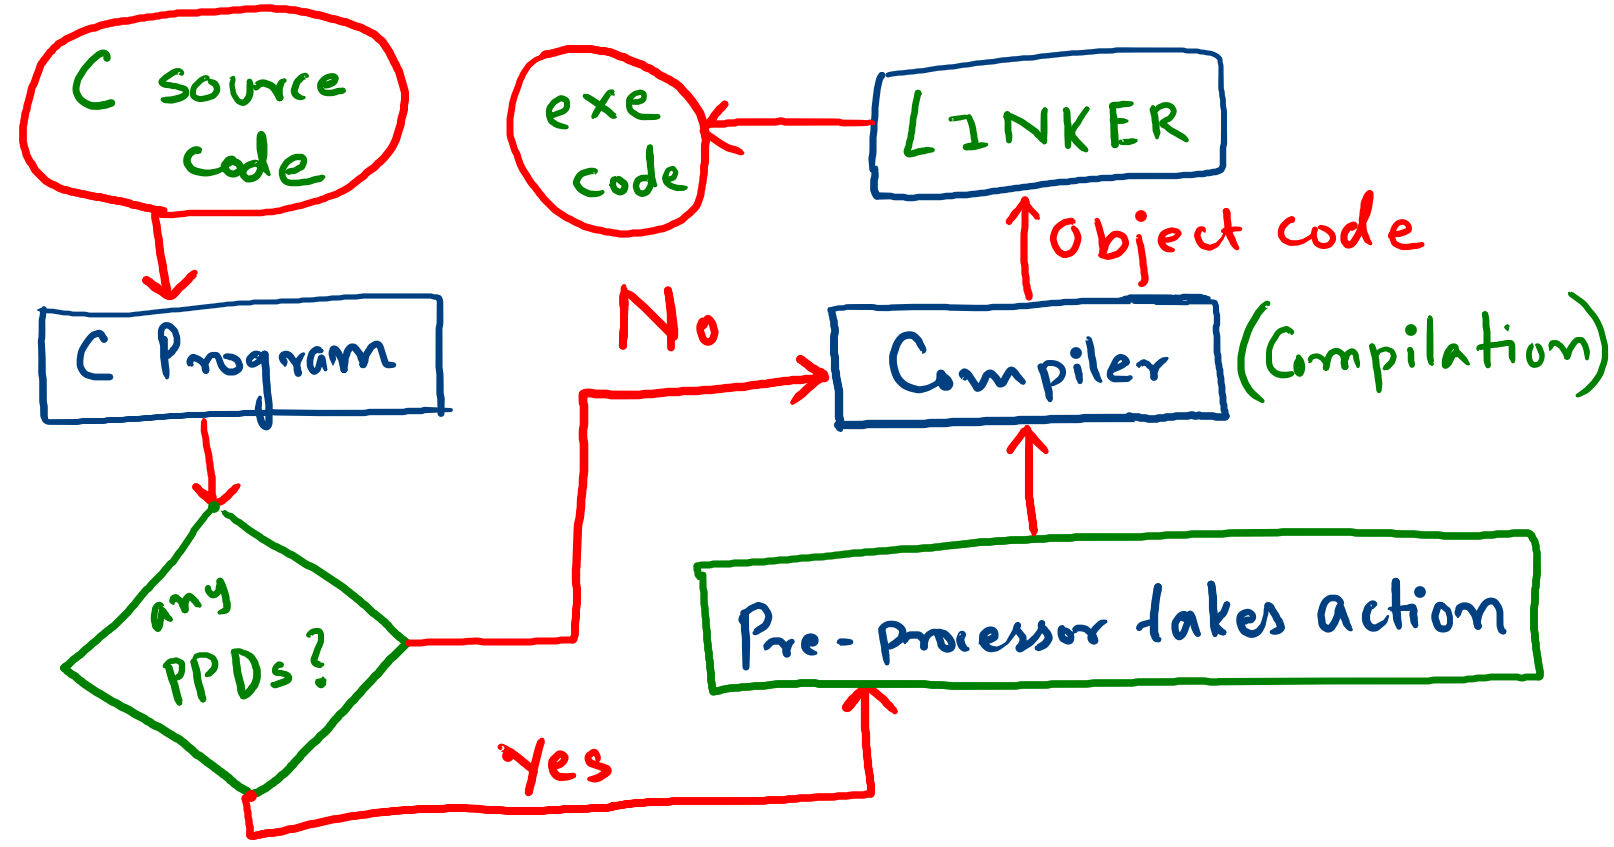 C source
code
exe
code
LINKER
Object code
C Program
No
Compiler
(Compilation)
any
PPDs?
Pre-processor takes action
Yes